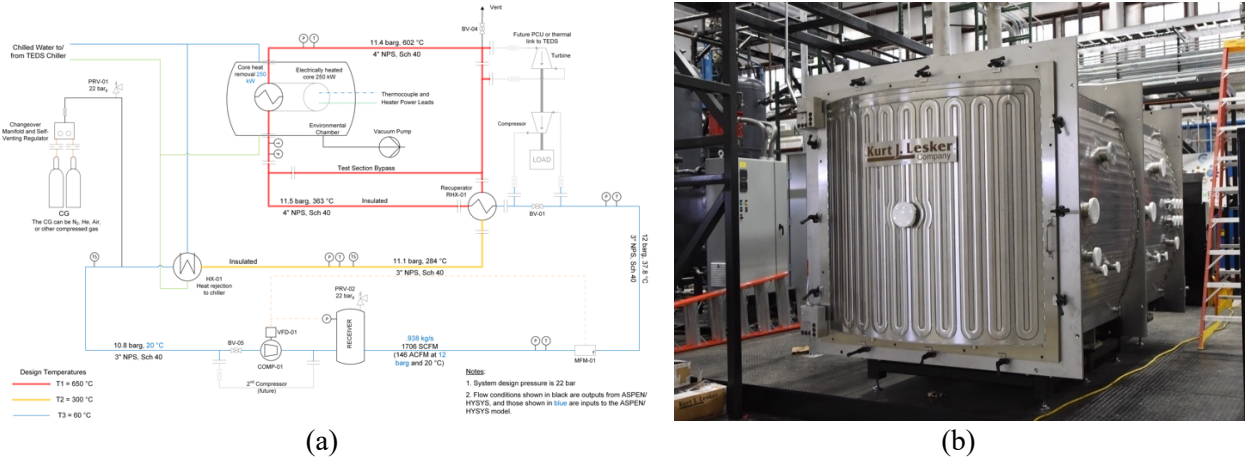 Vent
BV-04
11.4 barg, 602 °C
4" NPS, Sch 40
Future PCU or thermal
link to TEDS
Turbine
Chilled Water to/
from TEDS Chiller
PRV-01
22 barg
Core heat
removal 250
kW
Electrically heated
core 250 kW
Thermocouple and
Heater Power Leads
Changeover
Manifold and Self-
Venting Regulator
Environmental
Chamber
Vacuum Pump
Compressor
LOAD
Test Section Bypass
Recuperator
RHX-01
CG
The CG can be N2, He, Air,
or other compressed gas
11.5 barg, 363 °C
Insulated
4" NPS, Sch 40
BV-01
12 barg, 37.8 °C
3" NPS, Sch 40
Insulated
11.1 barg, 284 °C
3" NPS, Sch 40
HX-01
Heat rejection
to chiller
PRV-02
22 barg
VFD-01
RECEIVER
10.8 barg, 20 °C
3" NPS, Sch 40
BV-05
COMP-01
938 kg/s
1706 SCFM
(146 ACFM at 12
barg and 20 °C)
MFM-01
2nd Compressor
(future)
Design Temperatures
T1 = 650 °C
T2 = 300 °C
T3 = 60 °C
Notes:
1. System design pressure is 22 bar
2. Flow conditions shown in black are outputs from ASPEN/
HYSYS, and those shown in blue are inputs to the ASPEN/
HYSYS model.
Kurt J. Lesker
Company
(a)
(b)